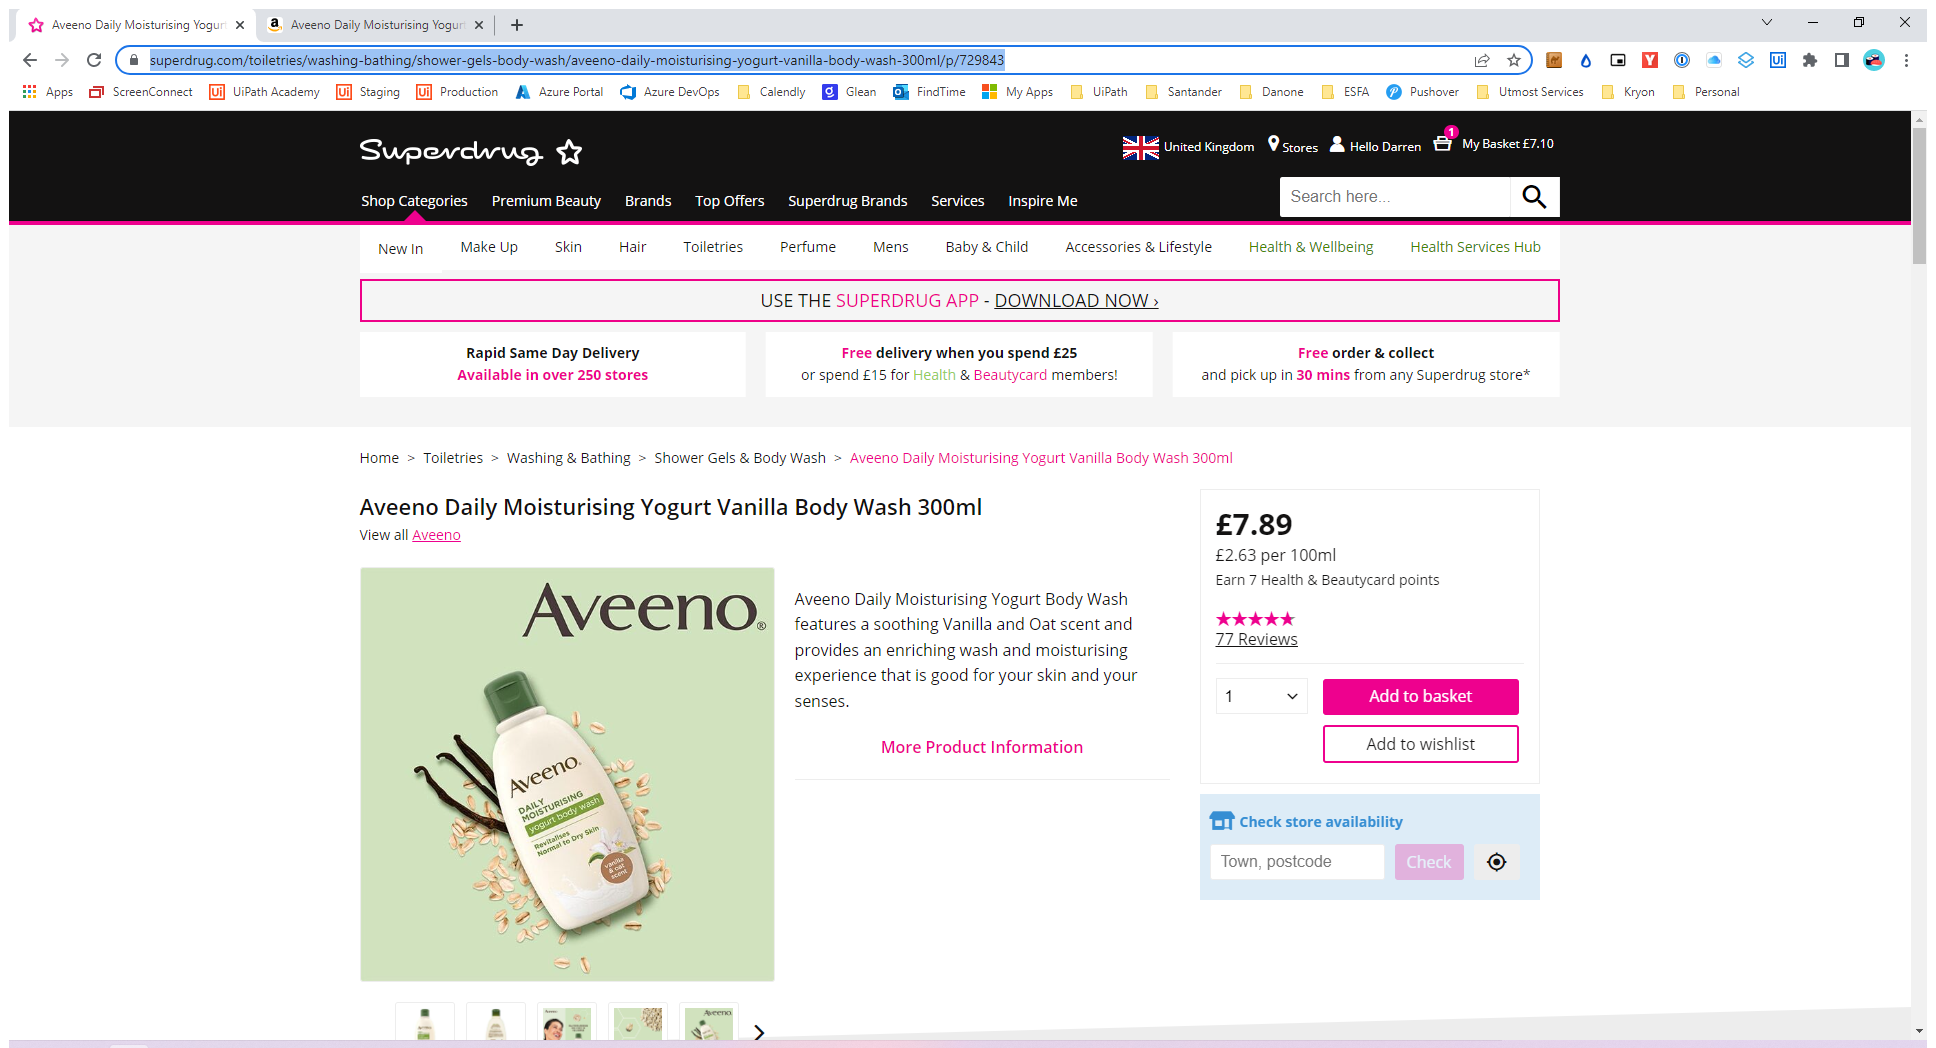 Aveeno Daily Moisturising Yogur
Aveeno Daily Moisturising Yogur
superdrug.com/toiletries/washing-bathing/shower-gels-body-wash/aveeno-daily-moisturising-yogurt-vanilla-body-wash-300ml/p/729843
Apps ScreenConnect UiPath Academy Staging Production Azure Portal Azure DevOps Calendly Glean FindTime My Apps UiPath Santander Danone ESFA Pushover Utmost Services Kryon Personal
Superdrug
United Kingdom Stores Hello Darren 1 My Basket £7.10
Shop Categories Premium Beauty Brands Top Offers Superdrug Brands Services Inspire Me
Search here...
New In Make Up Skin Hair Toiletries Perfume Mens Baby & Child Accessories & Lifestyle Health & Wellbeing Health Services Hub
USE THE SUPERDRUG APP - DOWNLOAD NOW ›
Rapid Same Day Delivery
Available in over 250 stores
Free delivery when you spend £25
or spend £15 for Health & Beautycard members!
Free order & collect
and pick up in 30 mins from any Superdrug store*
Home > Toiletries > Washing & Bathing > Shower Gels & Body Wash > Aveeno Daily Moisturising Yogurt Vanilla Body Wash 300ml
Aveeno Daily Moisturising Yogurt Vanilla Body Wash 300ml
View all Aveeno
Aveeno®
Aveeno
DAILY
MOISTURISING
yogurt body wash
Revitalises
Normal to Dry Skin
vanilla
& oat
scent
Aveeno Daily Moisturising Yogurt Body Wash
features a soothing Vanilla and Oat scent and
provides an enriching wash and moisturising
experience that is good for your skin and your
senses.
More Product Information
£7.89
£2.63 per 100ml
Earn 7 Health & Beautycard points
77 Reviews
1
Add to basket
Add to wishlist
Check store availability
Town, postcode
Check
Aveeno